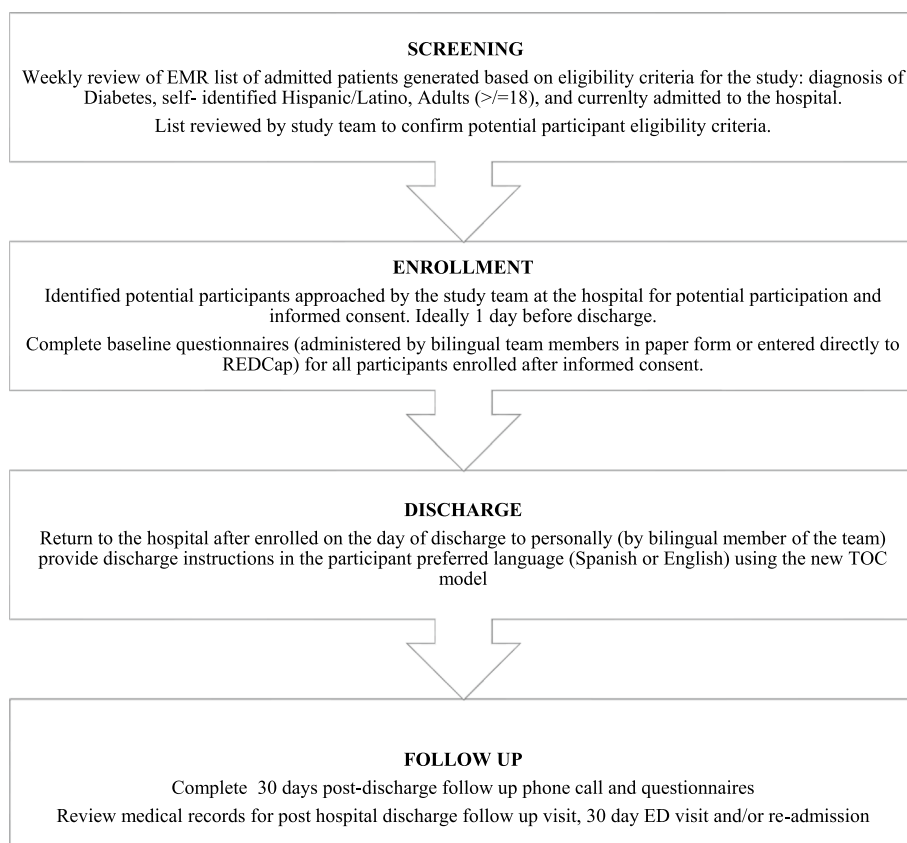 SCREENING
Weekly review of EMR list of admitted patients generated based on eligibility criteria for the study: diagnosis of
Diabetes, self- identified Hispanic/Latino, Adults (>/=18), and currenlty admitted to the hospital.
List reviewed by study team to confirm potential participant eligibility criteria.
ENROLLMENT
Identified potential participants approached by the study team at the hospital for potential participation and
informed consent. Ideally 1 day before discharge.
Complete baseline questionnaires (administered by bilingual team members in paper form or entered directly to
REDCap) for all participants enrolled after informed consent.
DISCHARGE
Return to the hospital after enrolled on the day of discharge to personally (by bilingual member of the team)
provide discharge instructions in the participant preferred language (Spanish or English) using the new TOC
model
FOLLOW UP
Complete 30 days post-discharge follow up phone call and questionnaires
Review medical records for post hospital discharge follow up visit, 30 day ED visit and/or re-admission